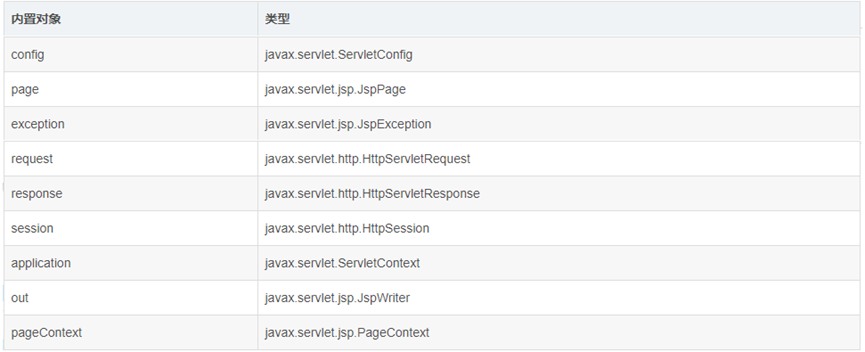 内置对象 类型
config javax.servlet.ServletConfig
page javax.servlet.jsp.JspPage
exception javax.servlet.jsp.JspException
request javax.servlet.http.HttpServletRequest
response javax.servlet.http.HttpServletResponse
session javax.servlet.http.HttpSession
application javax.servlet.ServletContext
out javax.servlet.jsp.JspWriter
pageContext javax.servlet.jsp.PageContext